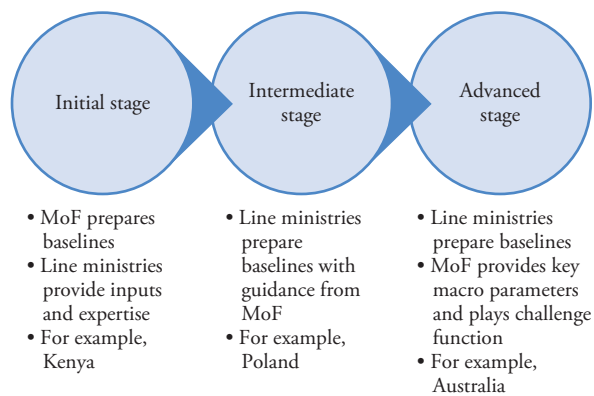 Initial stage
Intermediate
stage
Advanced
stage
• MoF prepares
baselines
• Line ministries
provide inputs
and expertise
• For example,
Kenya
• Line ministries
prepare
baselines with
guidance from
MoF
• For example,
Poland
• Line ministries
prepare baselines
• MoF provides key
macro parameters
and plays challenge
function
• For example,
Australia